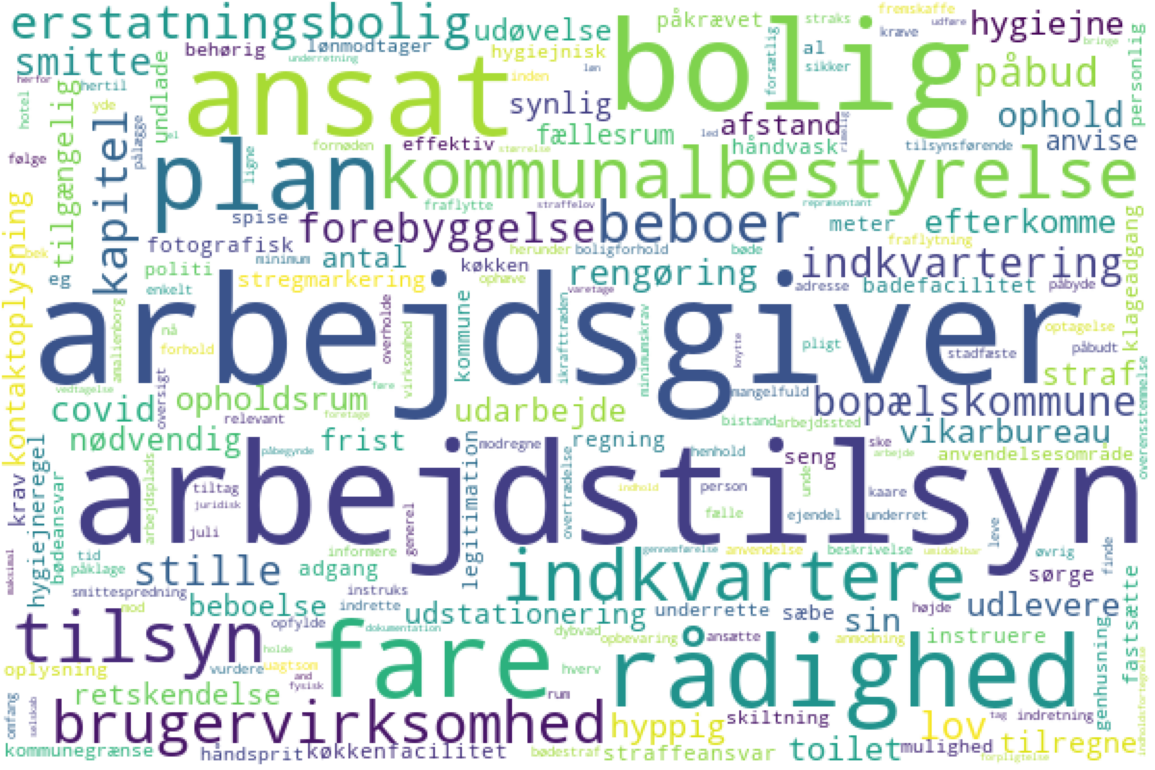 erstatningsbolig
udøvelse
påkrævet
straks
fremskaffe
udføre
hygiejne
smitte
behørig
lønmodtager
hygiejnisk
underretning
bolig
al
sikker
kræve
bringe
herfor
hertil
ansat
inden
løn
synlig
forsætlig
påbud
personlig
hotel
yde
undlade
kapitel
pålægge
fornøden
størrelse
fællesrum
afstand
led
rimelig
håndvask
ophold
tilsynsførende
anvise
følge
tilgængelig
ligne
effektiv
plan
kommunalbestyrelse
kontaktoplysning
fraflytte
straffelov
repræsentant
spise
forebyggelse
beboer
meter
efterkomme
bek
fotografisk
minimum
antal
herunder
boligforhold
bøde
fraflytning
klageadgang
eg
politi
enkelt
stregmarkering
køkken
ophæve
rengøring
varetage
indkvartering
adresse
badefacilitet
påbyde
arbejdsgiver
amalienborg
nå
forhold
overholde
virksomhed
kommune
ikrafttræden
minimumskrav
knytte
pligt
stadfæste
optagelse
påbudt
straf
overensstemmelse
vedtagelse
covid
oversigt
opholdsrum
relevant
føre
foretage
udarbejde
mangelfuld
bistand
arbejdssted
bopælskommune
nødvendig
frist
påbegynde
modregne
regning
henhold
vikarbureau
anvendelsesområde
ske
arbejde
arbejdstilsyn
krav
hygiejneregel
bødeansvar
arbejdsplads
tiltag
juridisk
juli
generel
legitimation
overtrædelse
indhold
person
fælle
seng
unde
ejendel
kaare
underret
leve
maksimal
tid
påklage
stille
informere
adgang
gennemførelse
anvendelse
beskrivelse
umiddelbar
øvrig
finde
sørge
smittespredning
instruks
indkvartere
mod
beboelse
indrette
opfylde
udstationering
underrette
sæbe
sin
højde
udlevere
fastsætte
tilsyn
holde
dokumentation
fare
dybvad
opbevaring
ansætte
rådighed
anmodning
instruere
genhusning
oplysning
vurdere
uagtsom
and
fysisk
hverv
rum
omfang
selskab
retskendelse
brugervirksomhed
hyppig
skiltning
lov
tag
indretning
kommunegrænse
håndsprit
køkkenfacilitet
bødestraf
straffeansvar
toilet
mulighed
forpligtelse
tilregne